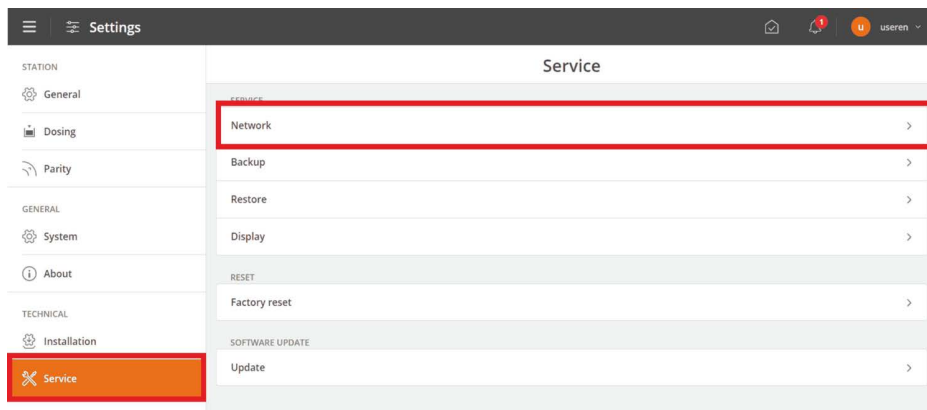 Settings
1
u
useren
STATION
General
Dosing
Parity
GENERAL
System
About
TECHNICAL
Installation
Service
Service
SERVICE
Network
Backup
Restore
Display
RESET
Factory reset
SOFTWARE UPDATE
Update